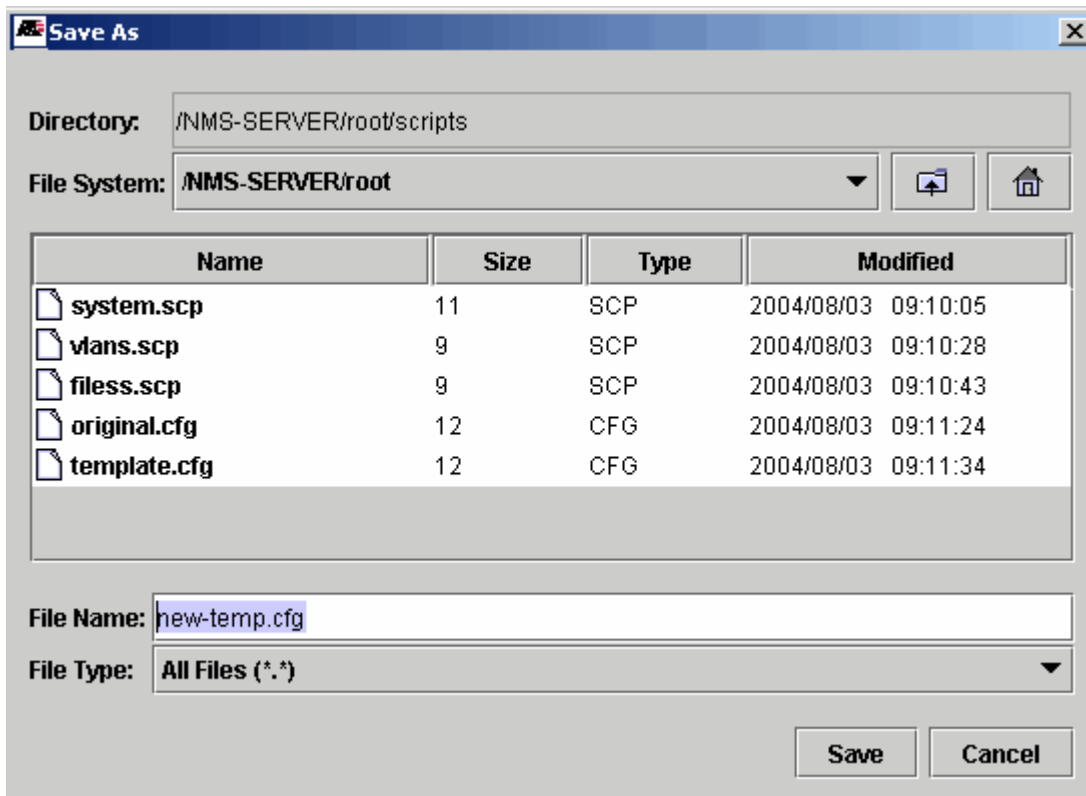 Save As
Directory: /NMS-SERVER/root/scripts
File System: /NMS-SERVER/root
Name Size Type Modified
system.scp 11 SCP 2004/08/03 09:10:05
vlans.scp 9 SCP 2004/08/03 09:10:28
filess.scp 9 SCP 2004/08/03 09:10:43
original.cfg 12 CFG 2004/08/03 09:11:24
template.cfg 12 CFG 2004/08/03 09:11:34
File Name: new-temp.cfg
File Type: All Files (*.*)
Save Cancel